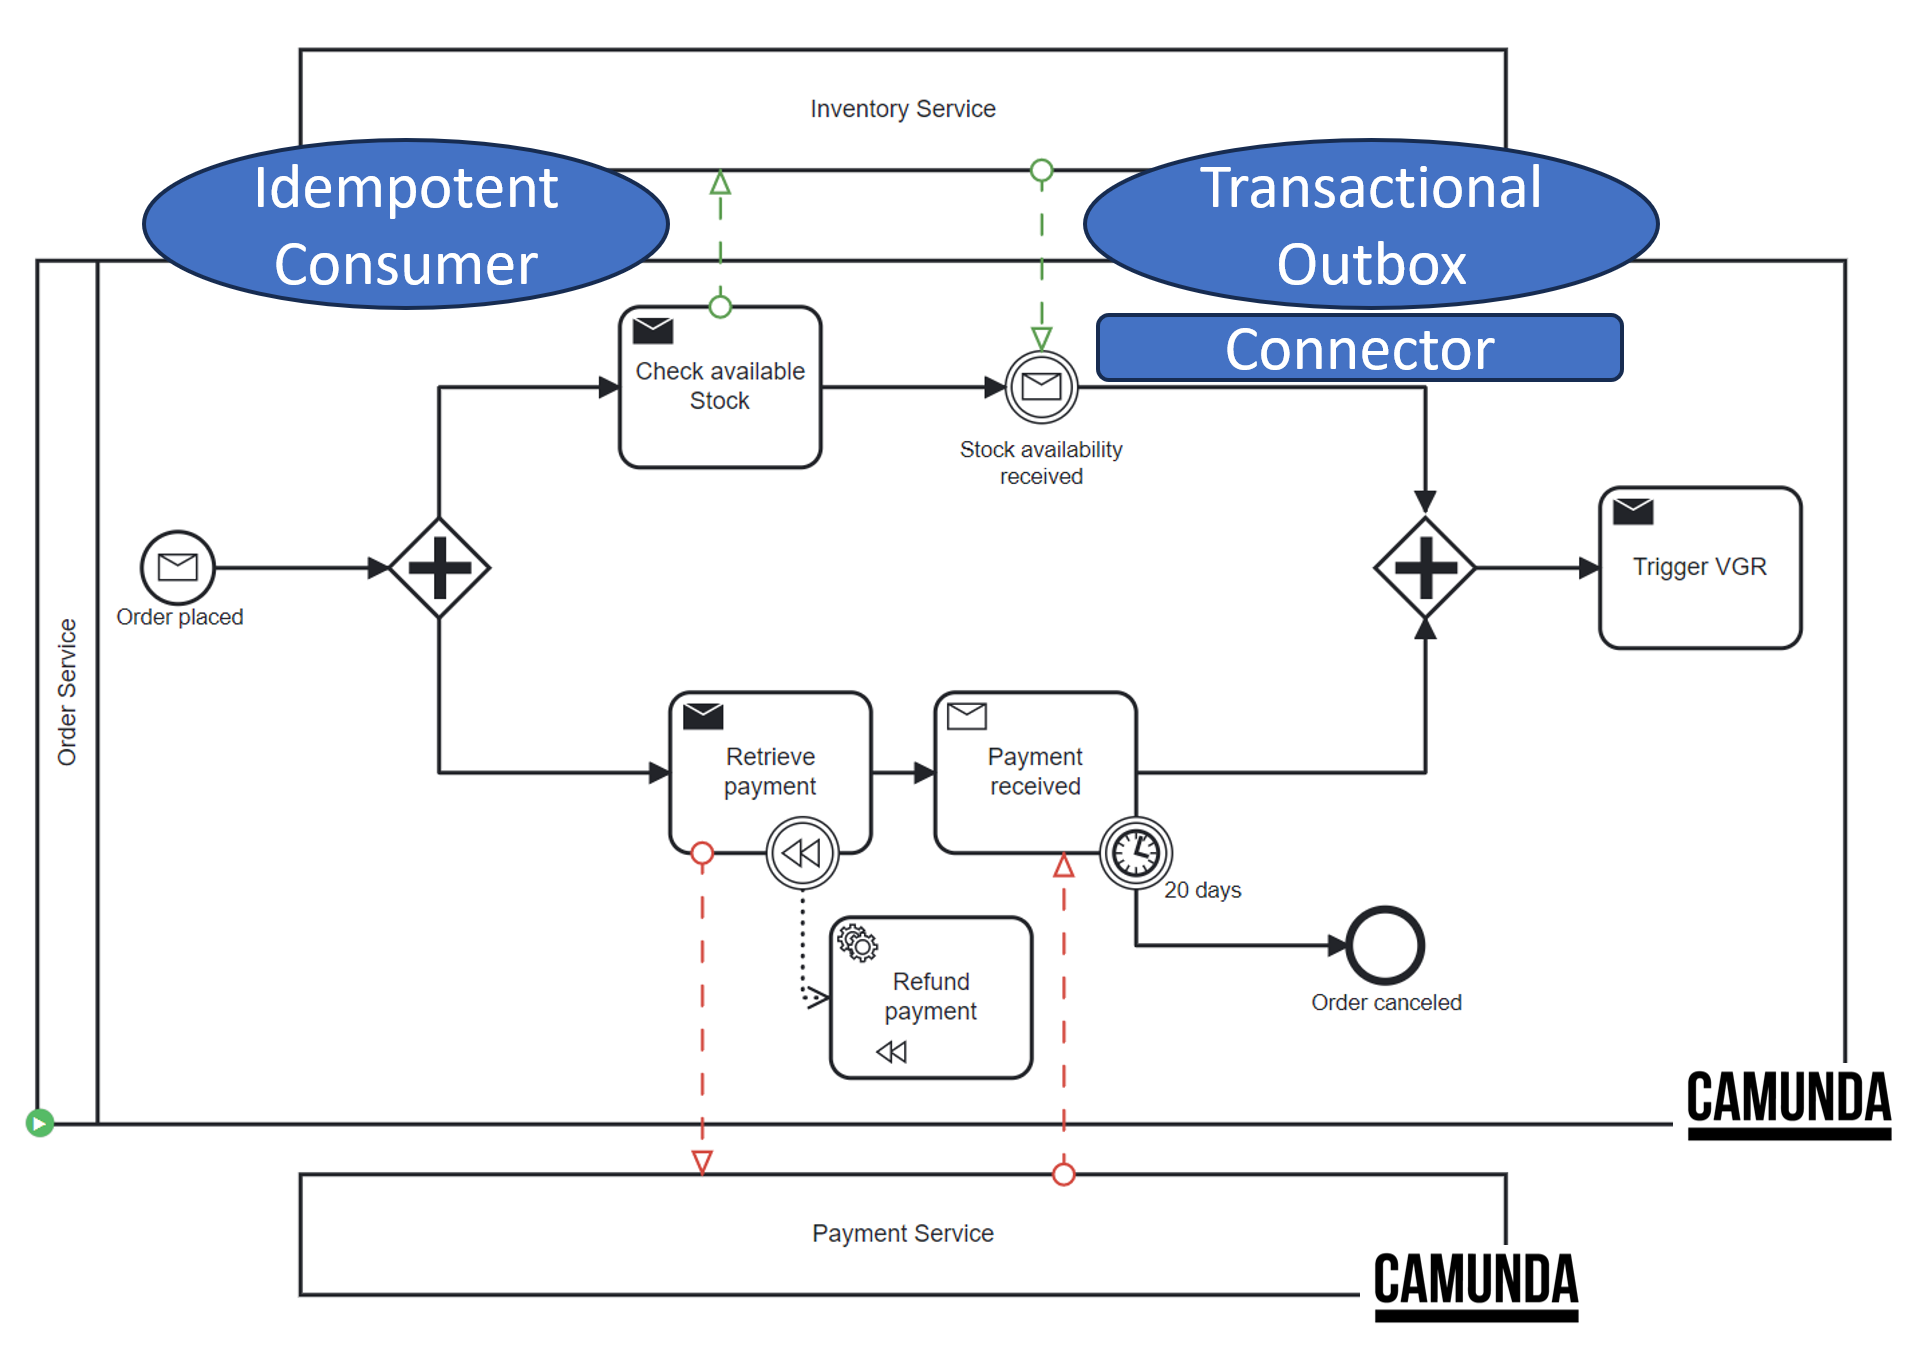 Inventory Service
Idempotent
Consumer
Transactional
Outbox
Connector
Check available
Stock
Stock availability
received
Order placed
Trigger VGR
Order Service
Retrieve
payment
Payment
received
20 days
Refund
payment
Order canceled
CAMUNDA
Payment Service
CAMUNDA